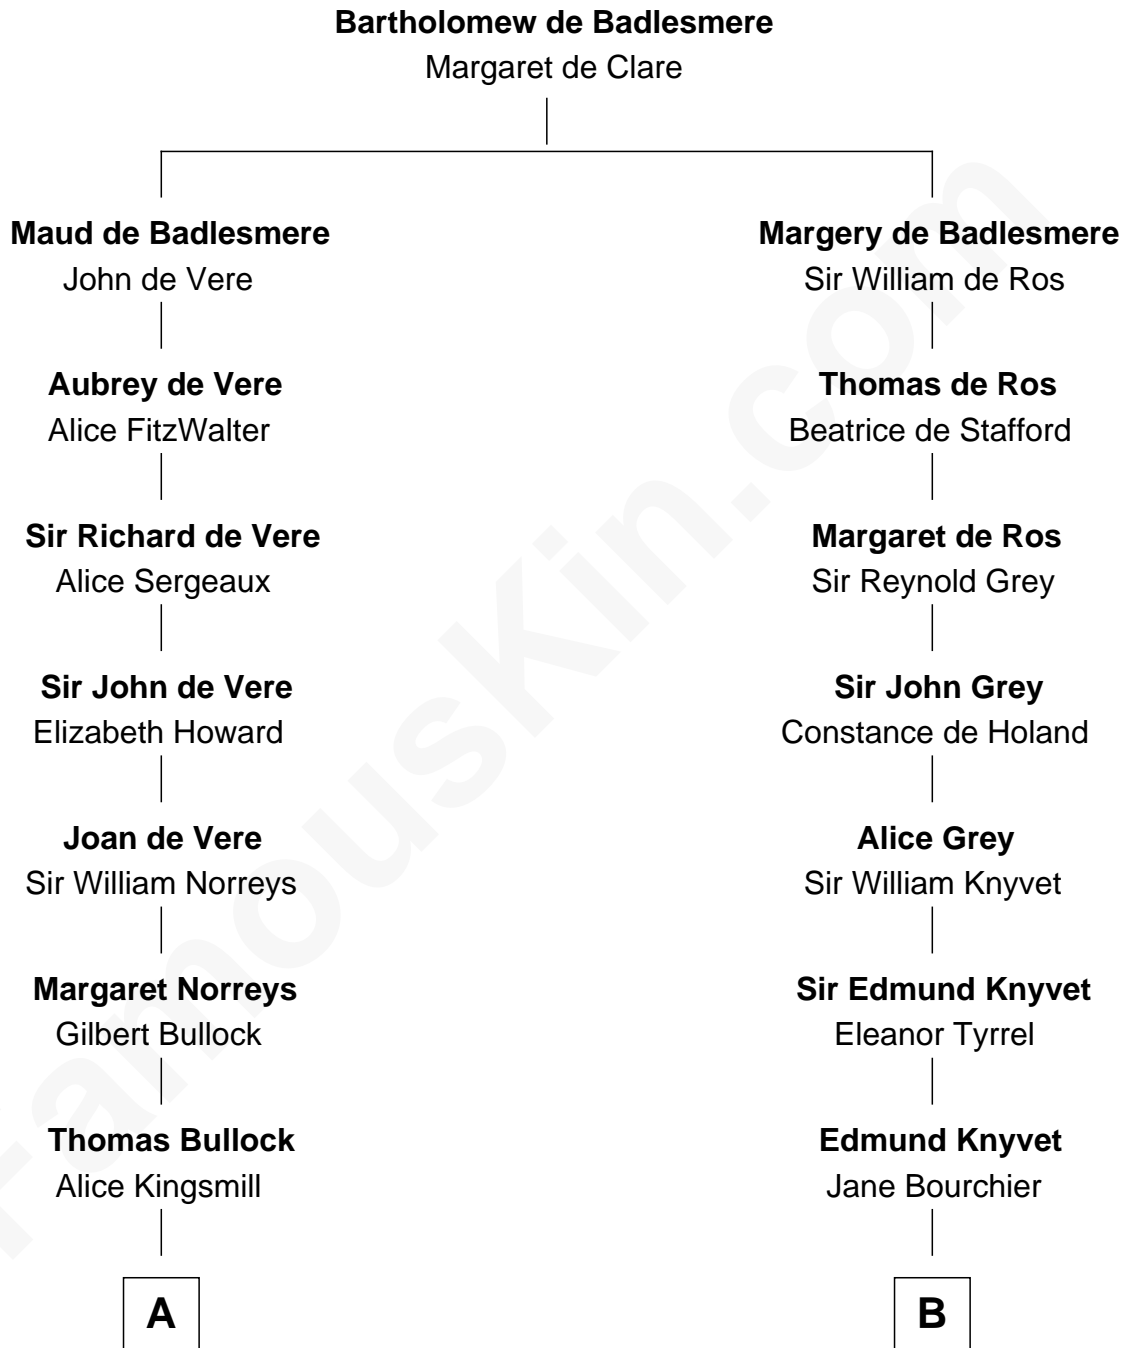 Bartholomew de Badlesmere
Margaret de Clare
Maud de Badlesmere
John de Vere
Margery de Badlesmere
Sir William de Ros
Aubrey de Vere
Alice FitzWalter
Thomas de Ros
Beatrice de Stafford
Sir Richard de Vere
Alice Sergeaux
Margaret de Ros
Sir Reynold Grey
Sir John de Vere
Elizabeth Howard
Sir John Grey
Constance de Holand
Joan de Vere
Sir William Norreys
Alice Grey
Sir William Knyvet
Margaret Norreys
Gilbert Bullock
Sir Edmund Knyvet
Eleanor Tyrrel
Thomas Bullock
Alice Kingsmill
Edmund Knyvet
Jane Bourchier
A
B
FamousKin.com